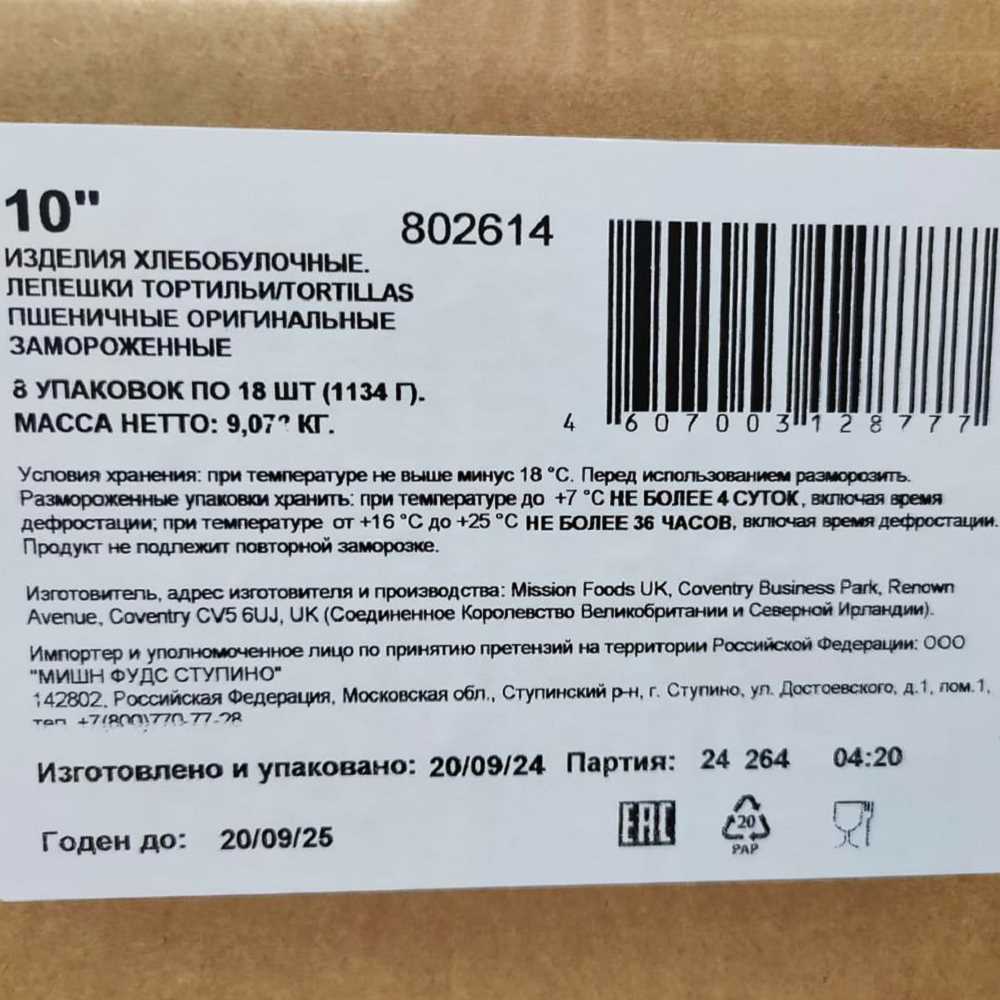 10"
802614
ИЗДЕЛИЯ ХЛЕБОБУЛОЧНЫЕ.
ЛЕПЕШКИ ТОРТИЛЬИ/TORTILLAS
ПШЕНИЧНЫЕ ОРИГИНАЛЬНЫЕ
ЗАМОРОЖЕННЫЕ
8 УПАКОВОК ПО 18 ШТ (1134 Г).
МАССА НЕТТО: КГ.
4 607003 128777
Условия хранения: при температуре не выше минус 18 °С. Перед использованием разморозить.
Размороженные упаковки хранить: при температуре до +7 °С НЕ БОЛЕЕ 4 СУТОК, включая время
дефростации; при температуре от +16 °С до +25 °С НЕ БОЛЕЕ 36 ЧАСОВ, включая время дефростации.
Продукт не подлежит повторной заморозке.
Изготовитель, адрес изготовителя и производства: Mission Foods UK, Coventry Business Park, Renown
Avenue, Coventry CV5 6UJ, UK (Соединенное Королевство Великобритании и Северной Ирландии).
Импортер и уполномоченное лицо по принятию претензий на территории Российской Федерации: ООО
"МИШН ФУДС СТУПИНО"
142802, Российская Федерация, Московская обл., Ступинский р-н, г. Ступино, ул. Достоевского, д.1, пом.1,
тел. +7(800)770-77-28
Изготовлено и упаковано: 20/09/24 Партия: 24 264 04:20
Годен до: 20/09/25
EAC
20
PAP